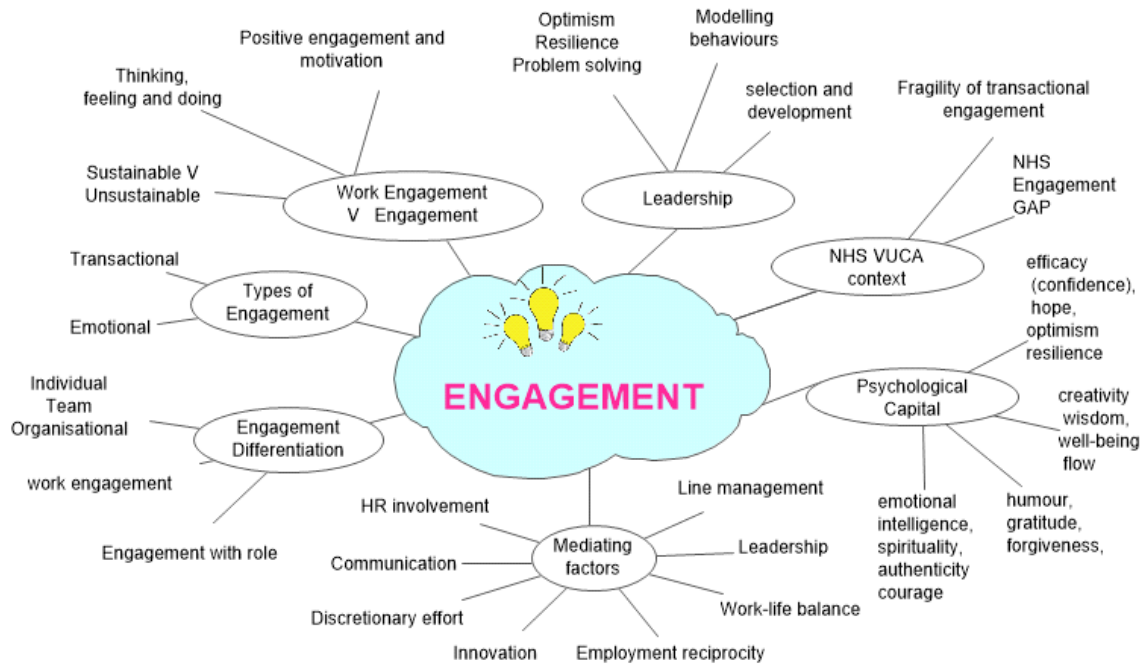 Positive engagement and
motivation
Thinking,
feeling and doing
Sustainable V
Unsustainable
Work Engagement
V Engagement
Optimism
Resilience
Problem solving
Modelling
behaviours
selection and
development
Leadership
Fragility of transactional
engagement
NHS
Engagement
GAP
NHS VUCA
context
Transactional
Emotional
Types of
Engagement
ENGAGEMENT
efficacy
(confidence),
hope,
optimism
resilience
Psychological
Capital
creativity
wisdom,
well-being
flow
emotional
intelligence,
spirituality,
authenticity
courage
humour,
gratitude,
forgiveness,
Individual
Team
Organisational
Engagement
Differentiation
work engagement
Engagement with role
HR involvement
Line management
Communication
Mediating
factors
Leadership
Discretionary effort
Work-life balance
Innovation
Employment reciprocity